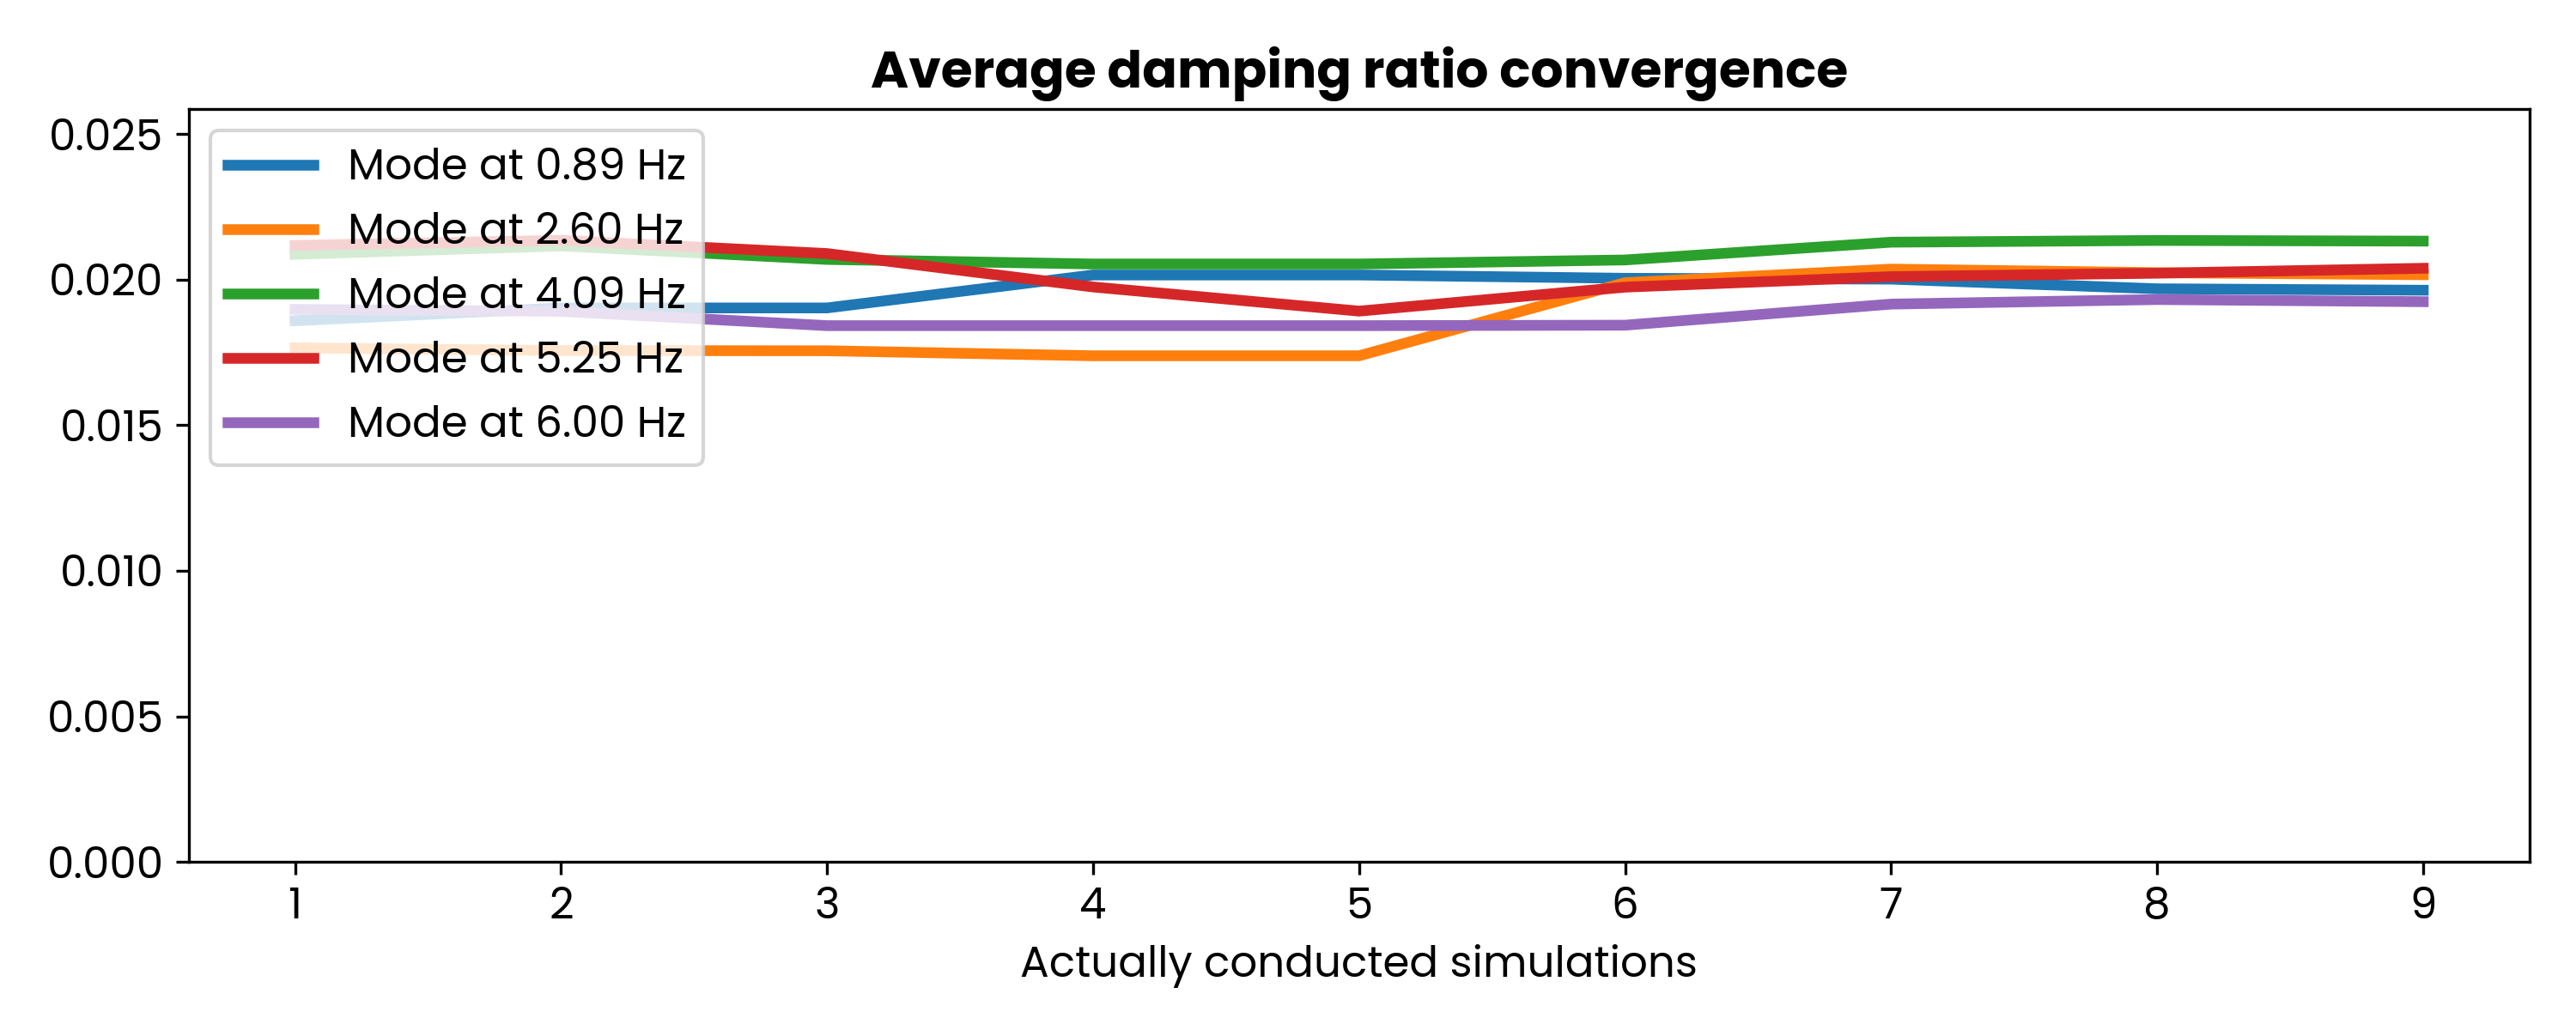 Average damping ratio convergence
0.025
0.020
0.015
0.010
0.005
0.000
Mode at 0.89 Hz
Mode at 2.60 Hz
Mode at 4.09 Hz
Mode at 5.25 Hz
Mode at 6.00 Hz
1 2 3 4 5 6 7 8 9
Actually conducted simulations